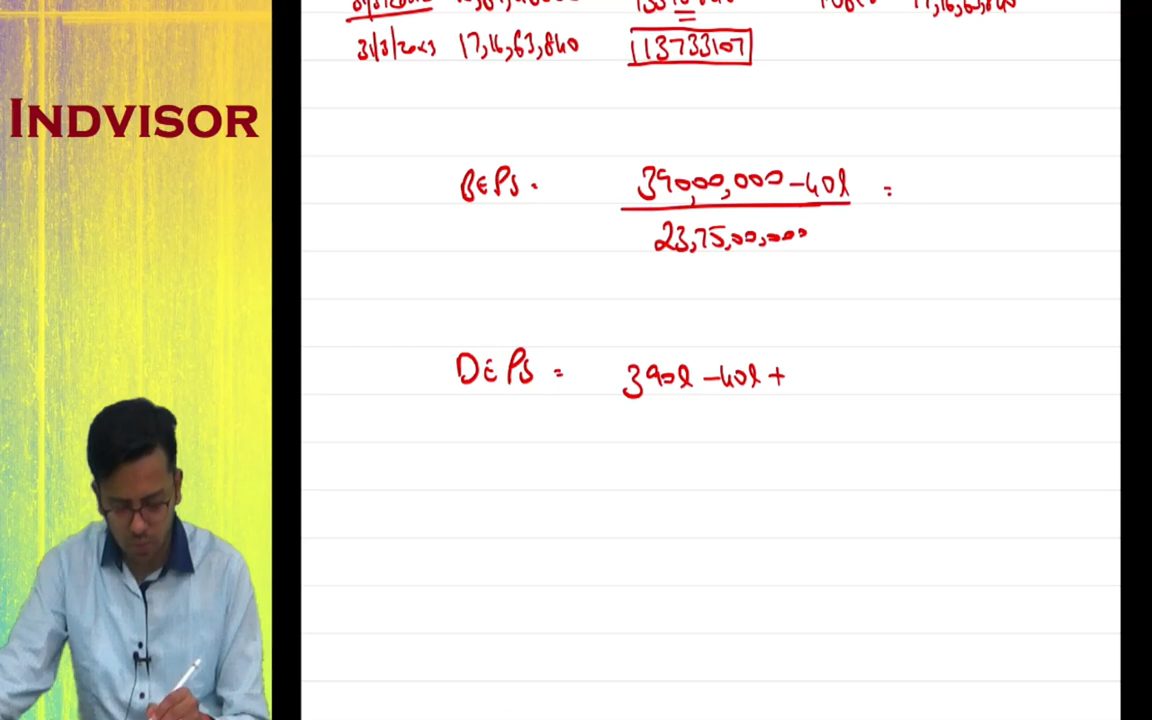 INDVISOR
31/3/2023 17,16,63,840 113733107
BEPS. 39000,000 -40l =
23,75,00,000
DEPS = 390l -40l +